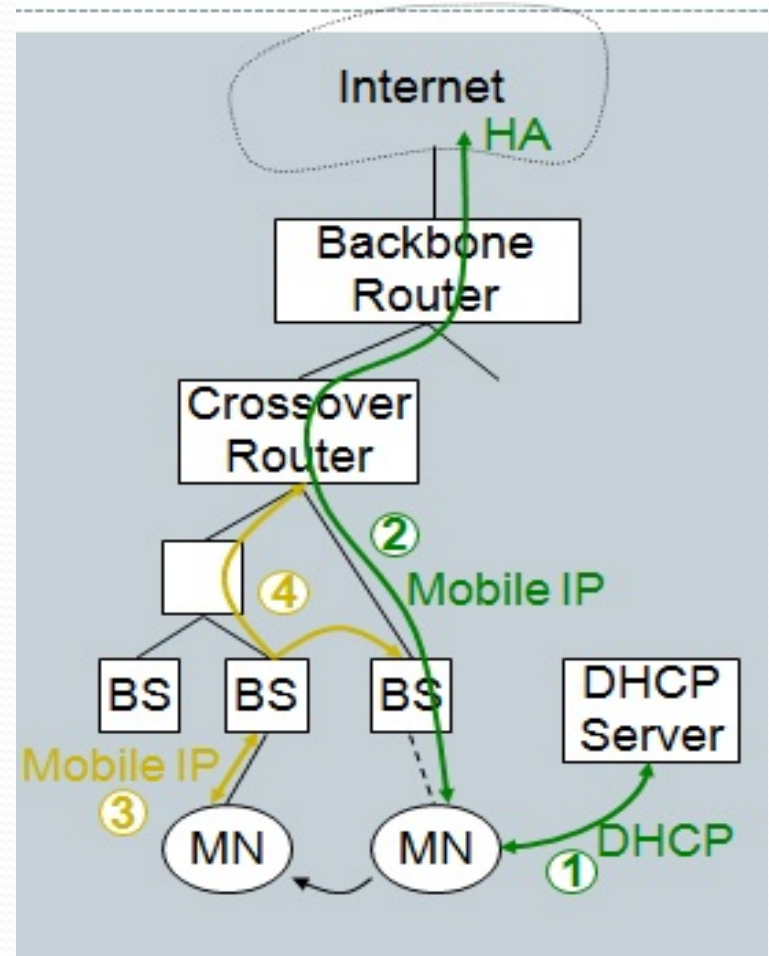 Internet
HA
Backbone
Router
Crossover
Router
2
Mobile IP
4
BS
BS
BS
DHCP
Server
Mobile IP
3
MN
MN
DHCP
1